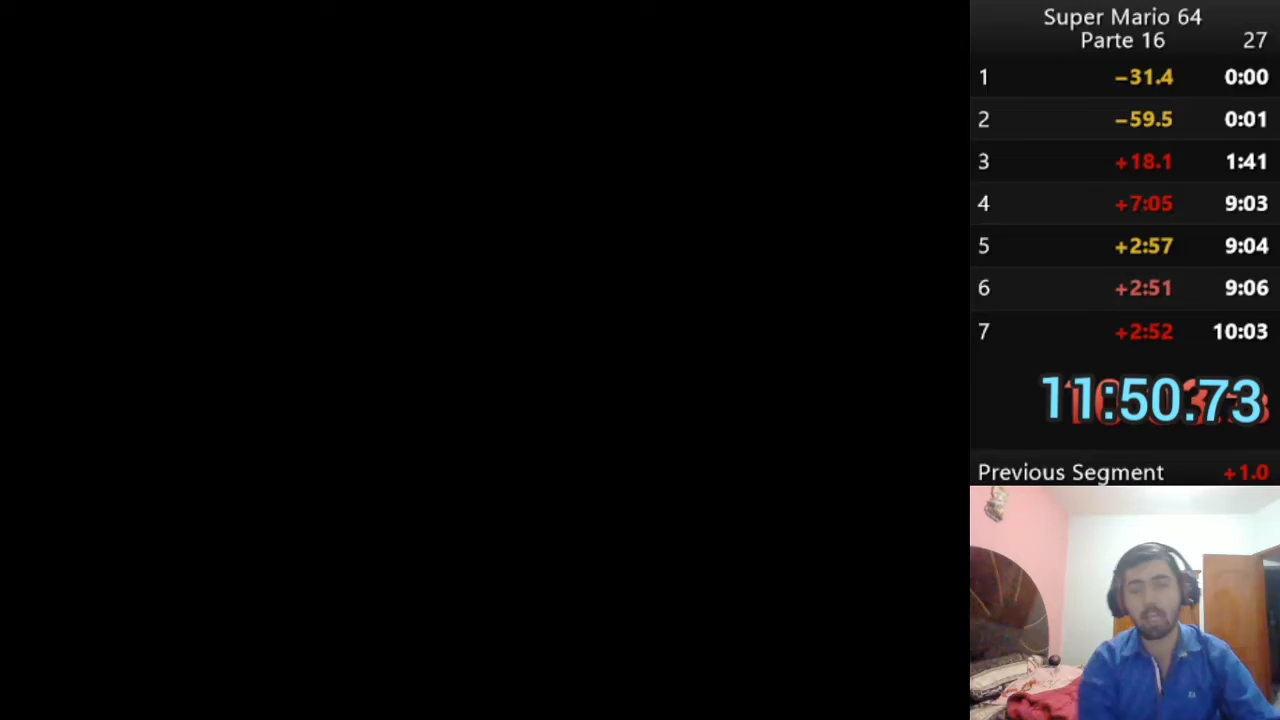 Super Mario 64
Parte 16 27
1 −31.4 0:00
2 −59.5 0:01
3 +18.1 1:41
4 +7:05 9:03
5 +2:57 9:04
6 +2:51 9:06
7 +2:52 10:03
11:50.73
Previous Segment +1.0